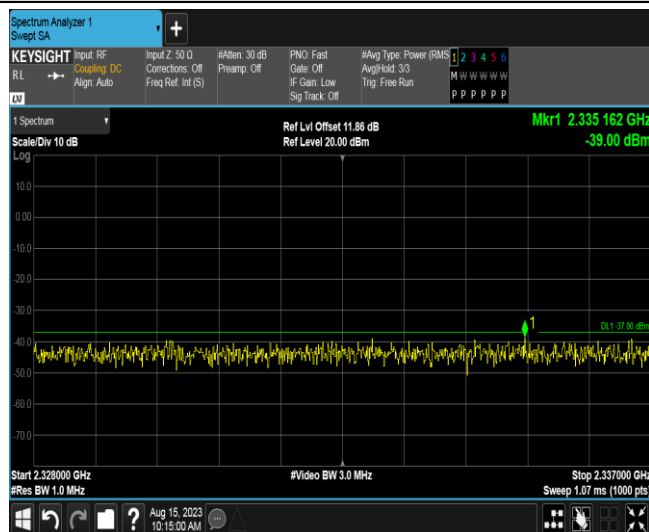 Spectrum Analyzer 1
Swept SA
+
KEYSIGHT Input: RF Input Z: 50 Ω #Atten: 30 dB PNO: Fast #Avg Type: Power (RMS 1 2 3 4 5 6
RL Coupling: DC Corrections: Off Preamp: Off Gate: Off Avg|Hold: 3/3 M W W W W W
Align: Auto Freq Ref: Int (S) IF Gain: Low Trig: Free Run
LXI Sig Track: Off P P P P P P
1 Spectrum Ref Lvl Offset 11.86 dB Mkr1 2.335 162 GHz
Scale/Div 10 dB Ref Level 20.00 dBm -39.00 dBm
Log
10.0
0.00
-10.0
-20.0
-30.0
1
DL1 -37.00 dBm
-40.0
-50.0
-60.0
-70.0
Start 2.328000 GHz #Video BW 3.0 MHz Stop 2.337000 GHz
#Res BW 1.0 MHz Sweep 1.07 ms (1000 pts)
? Aug 15, 2023
10:15:00 AM